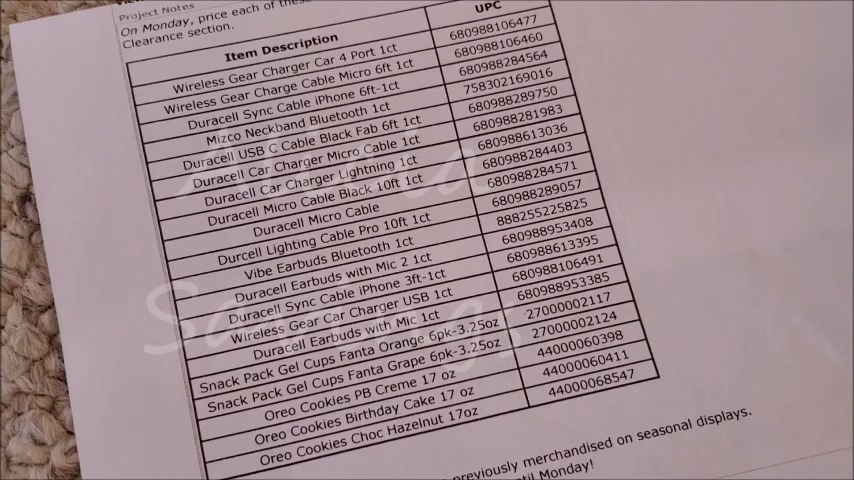 Project Notes
On Monday, price each of these
Clearance section.
Item Description UPC
Wireless Gear Charger Car 4 Port 1ct 680988106477
Wireless Gear Charge Cable Micro 6ft 1ct 680988106460
Duracell Sync Cable iPhone 6ft-1ct 680988284564
Mizco Neckband Bluetooth 1ct 758302169016
Duracell USB C Cable Black Fab 6ft 1ct 680988289750
Duracell Car Charger Micro Cable 1ct 680988281983
Duracell Car Charger Lightning 1ct 680988613036
Duracell Micro Cable Black 10ft 1ct 680988284403
Duracell Micro Cable 680988284571
Durcell Lighting Cable Pro 10ft 1ct 680988289057
Vibe Earbuds Bluetooth 1ct 888255225825
Duracell Earbuds with Mic 2 1ct 680988953408
Duracell Sync Cable iPhone 3ft-1ct 680988613395
Wireless Gear Car Charger USB 1ct 680988106491
Duracell Earbuds with Mic 1ct 680988953385
Snack Pack Gel Cups Fanta Orange 6pk-3.25oz 27000002117
Snack Pack Gel Cups Fanta Grape 6pk-3.25oz 27000002124
Oreo Cookies PB Creme 17 oz 44000060398
Oreo Cookies Birthday Cake 17 oz 44000060411
Oreo Cookies Choc Hazelnut 17oz 44000068547
previously merchandised on seasonal displays.
Monday!